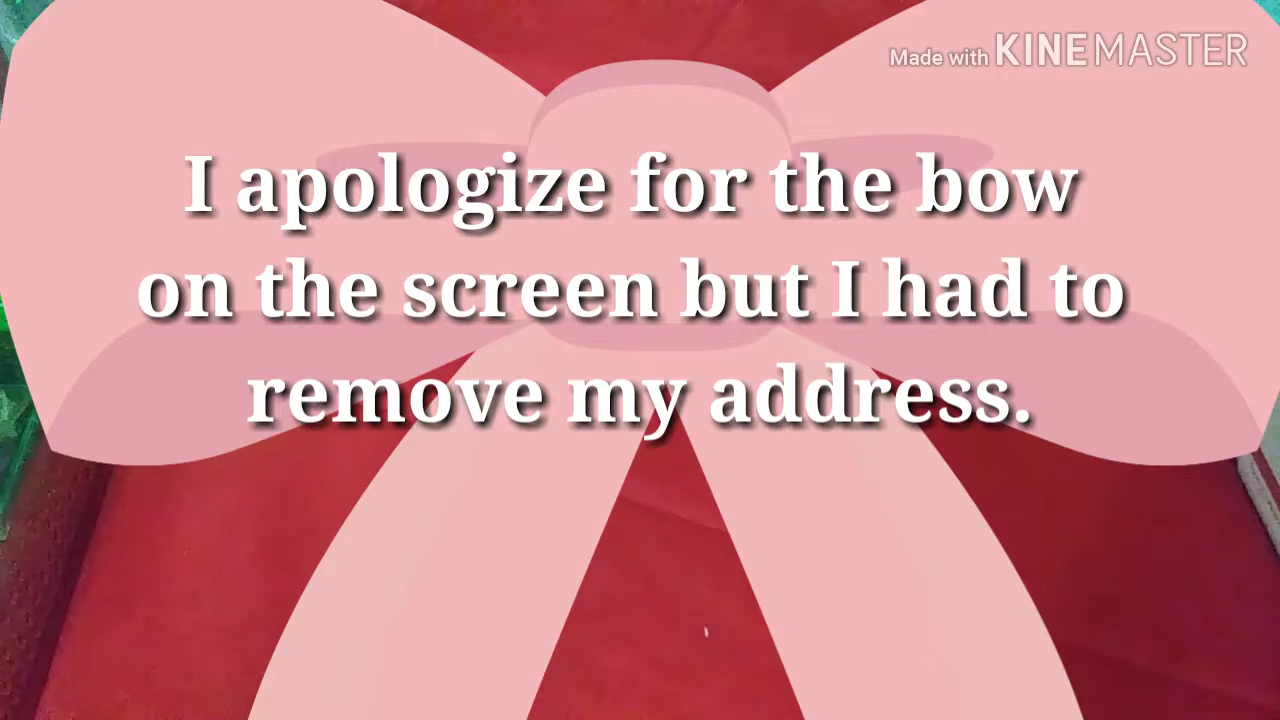 Made with KINEMASTER
I apologize for the bow
on the screen but I had to
remove my address.